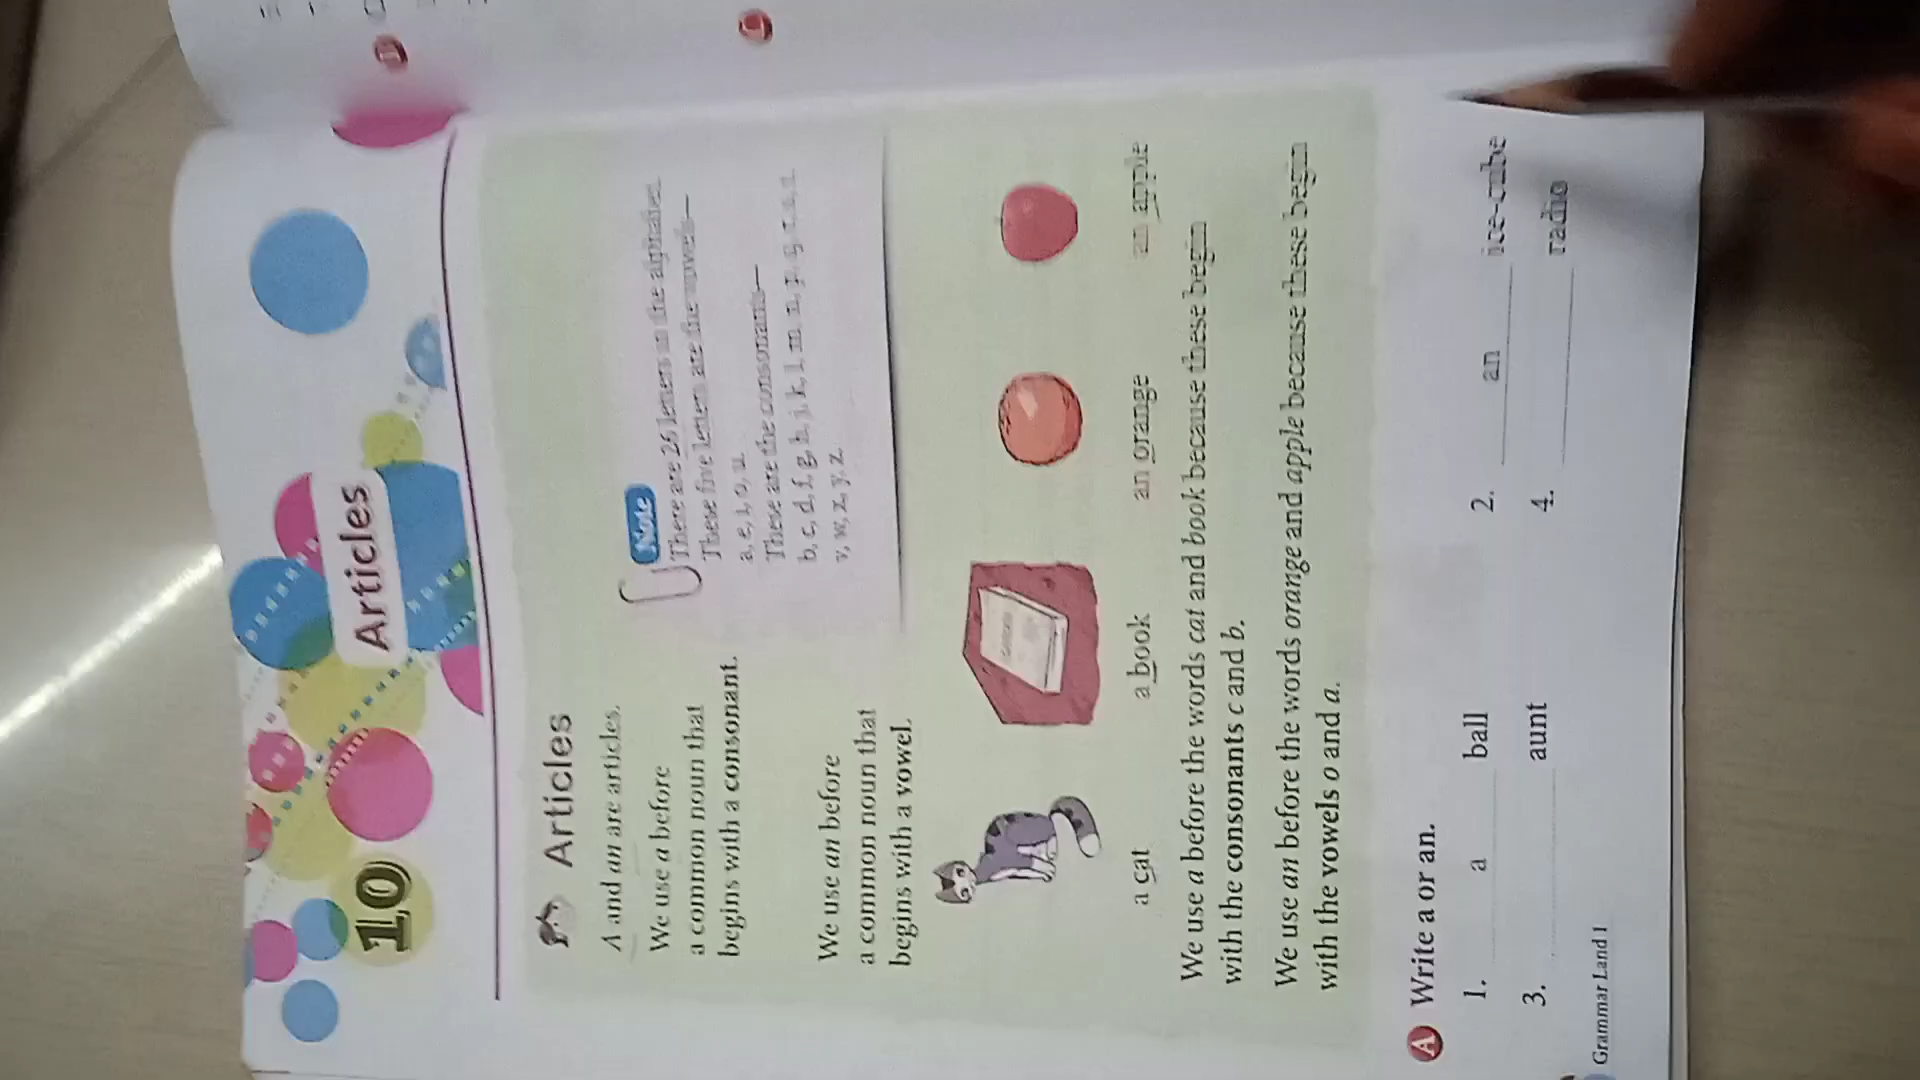 10
Articles
Articles
A and an are articles.
We use a before
a common noun that
begins with a consonant.
We use an before
a common noun that
begins with a vowel.
Note
There are 26 letters in the alphabet.
These five letters are the vowels—
a, e, i, o, u.
These are the consonants—
b, c, d, f, g, h, j, k, l, m, n, p, q, r, s, t,
v, w, x, y, z.
a cat a book an orange an apple
We use a before the words cat and book because these begin
with the consonants c and b.
We use an before the words orange and apple because these begin
with the vowels o and a.
A Write a or an.
1. a ball 2. an ice-cube
3. aunt 4. radio
Grammar Land 1